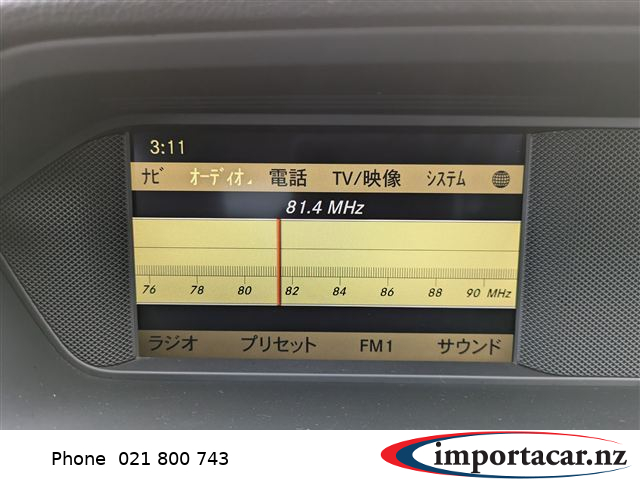 3:11
ナビ オーディオ 電話 TV/映像 システム
81.4 MHz
76 78 80 82 84 86 88 90 MHz
ラジオ プリセット FM1 サウンド
Phone 021 800 743
importacar.nz